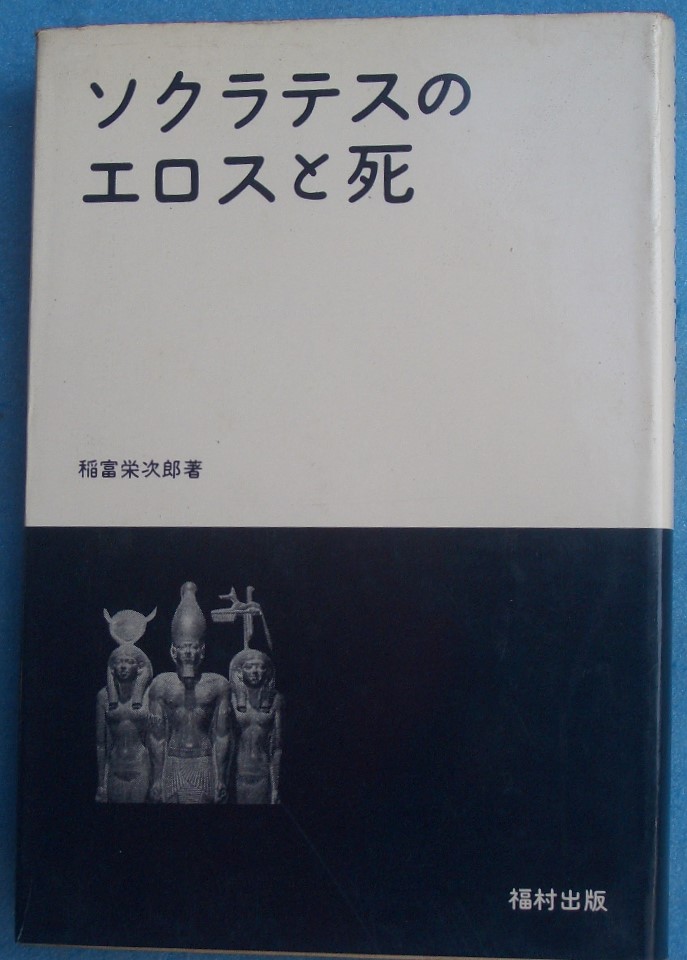 ソクラテスの
エロスと死
稲富栄次郎著
福村出版